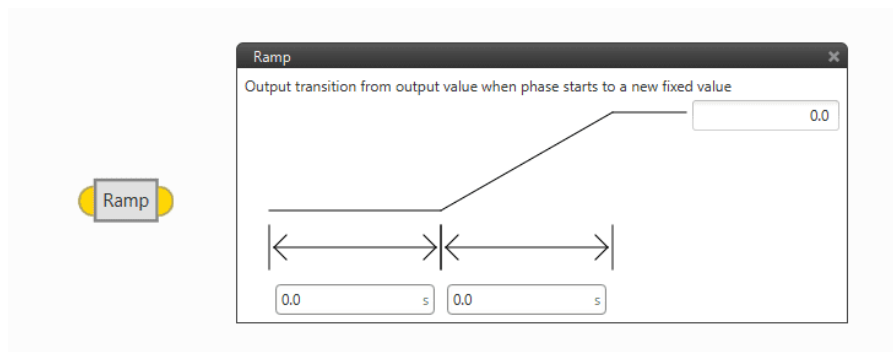 Ramp
Output transition from output value when phase starts to a new fixed value
0.0
Ramp
0.0 s 0.0 s